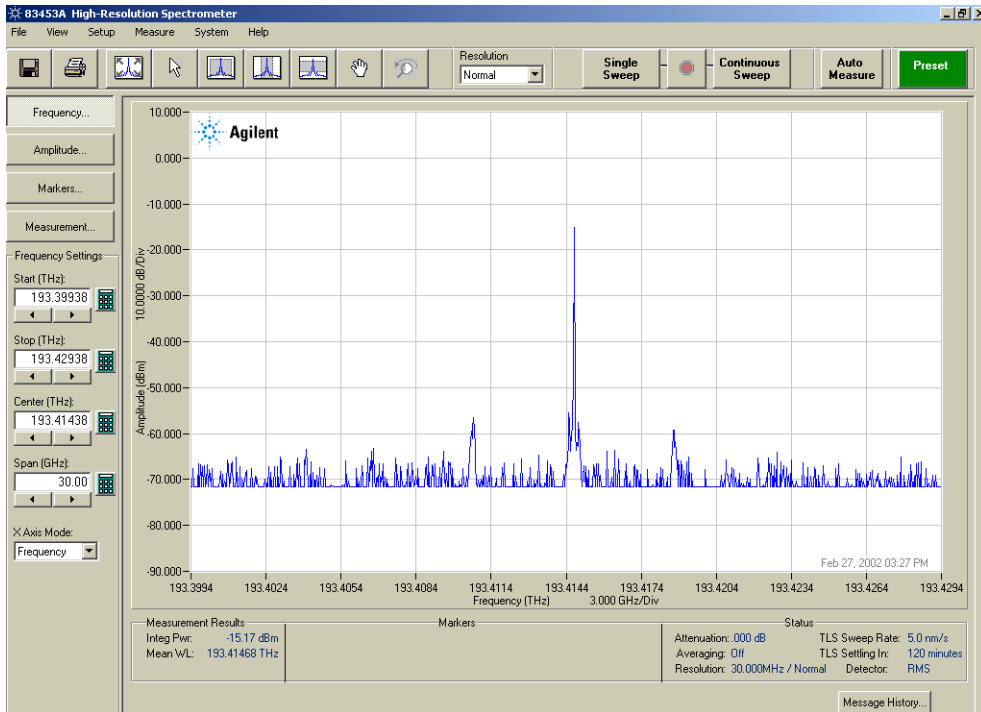 83453A High-Resolution Spectrometer
File View Setup Measure System Help
Resolution
Normal
Single Sweep
Continuous Sweep
Auto Measure
Preset
Frequency...
Amplitude...
Markers...
Measurement...
Frequency Settings
Start (THz):
193.39938
Stop (THz):
193.42938
Center (THz):
193.41438
Span (GHz):
30.00
X Axis Mode:
Frequency
Agilent
10.000
0.000
-10.000
-20.000
-30.000
-40.000
-50.000
-60.000
-70.000
-80.000
-90.000
Amplitude (dBm) 10.0000 dB/Div
Feb 27, 2002 03:27 PM
193.3994 193.4024 193.4054 193.4084 193.4114 193.4144 193.4174 193.4204 193.4234 193.4264 193.4294
Frequency (THz) 3.000 GHz/Div
Measurement Results
Integ Pwr: -15.17 dBm
Mean WL: 193.41468 THz
Markers
Status
Attenuation: .000 dB TLS Sweep Rate: 5.0 nm/s
Averaging: Off TLS Settling In: 120 minutes
Resolution: 30.000MHz / Normal Detector: RMS
Message History...